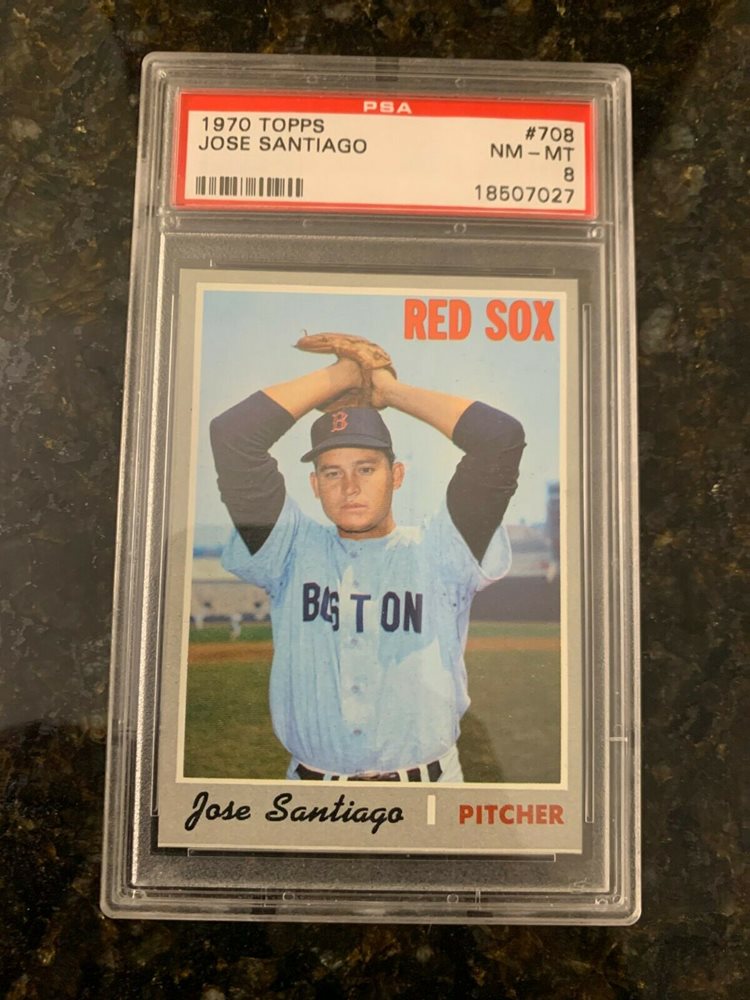 PSA
1970 TOPPS #708
JOSE SANTIAGO NM - MT
8
18507027
RED SOX
B
BOSTON
Jose Santiago PITCHER